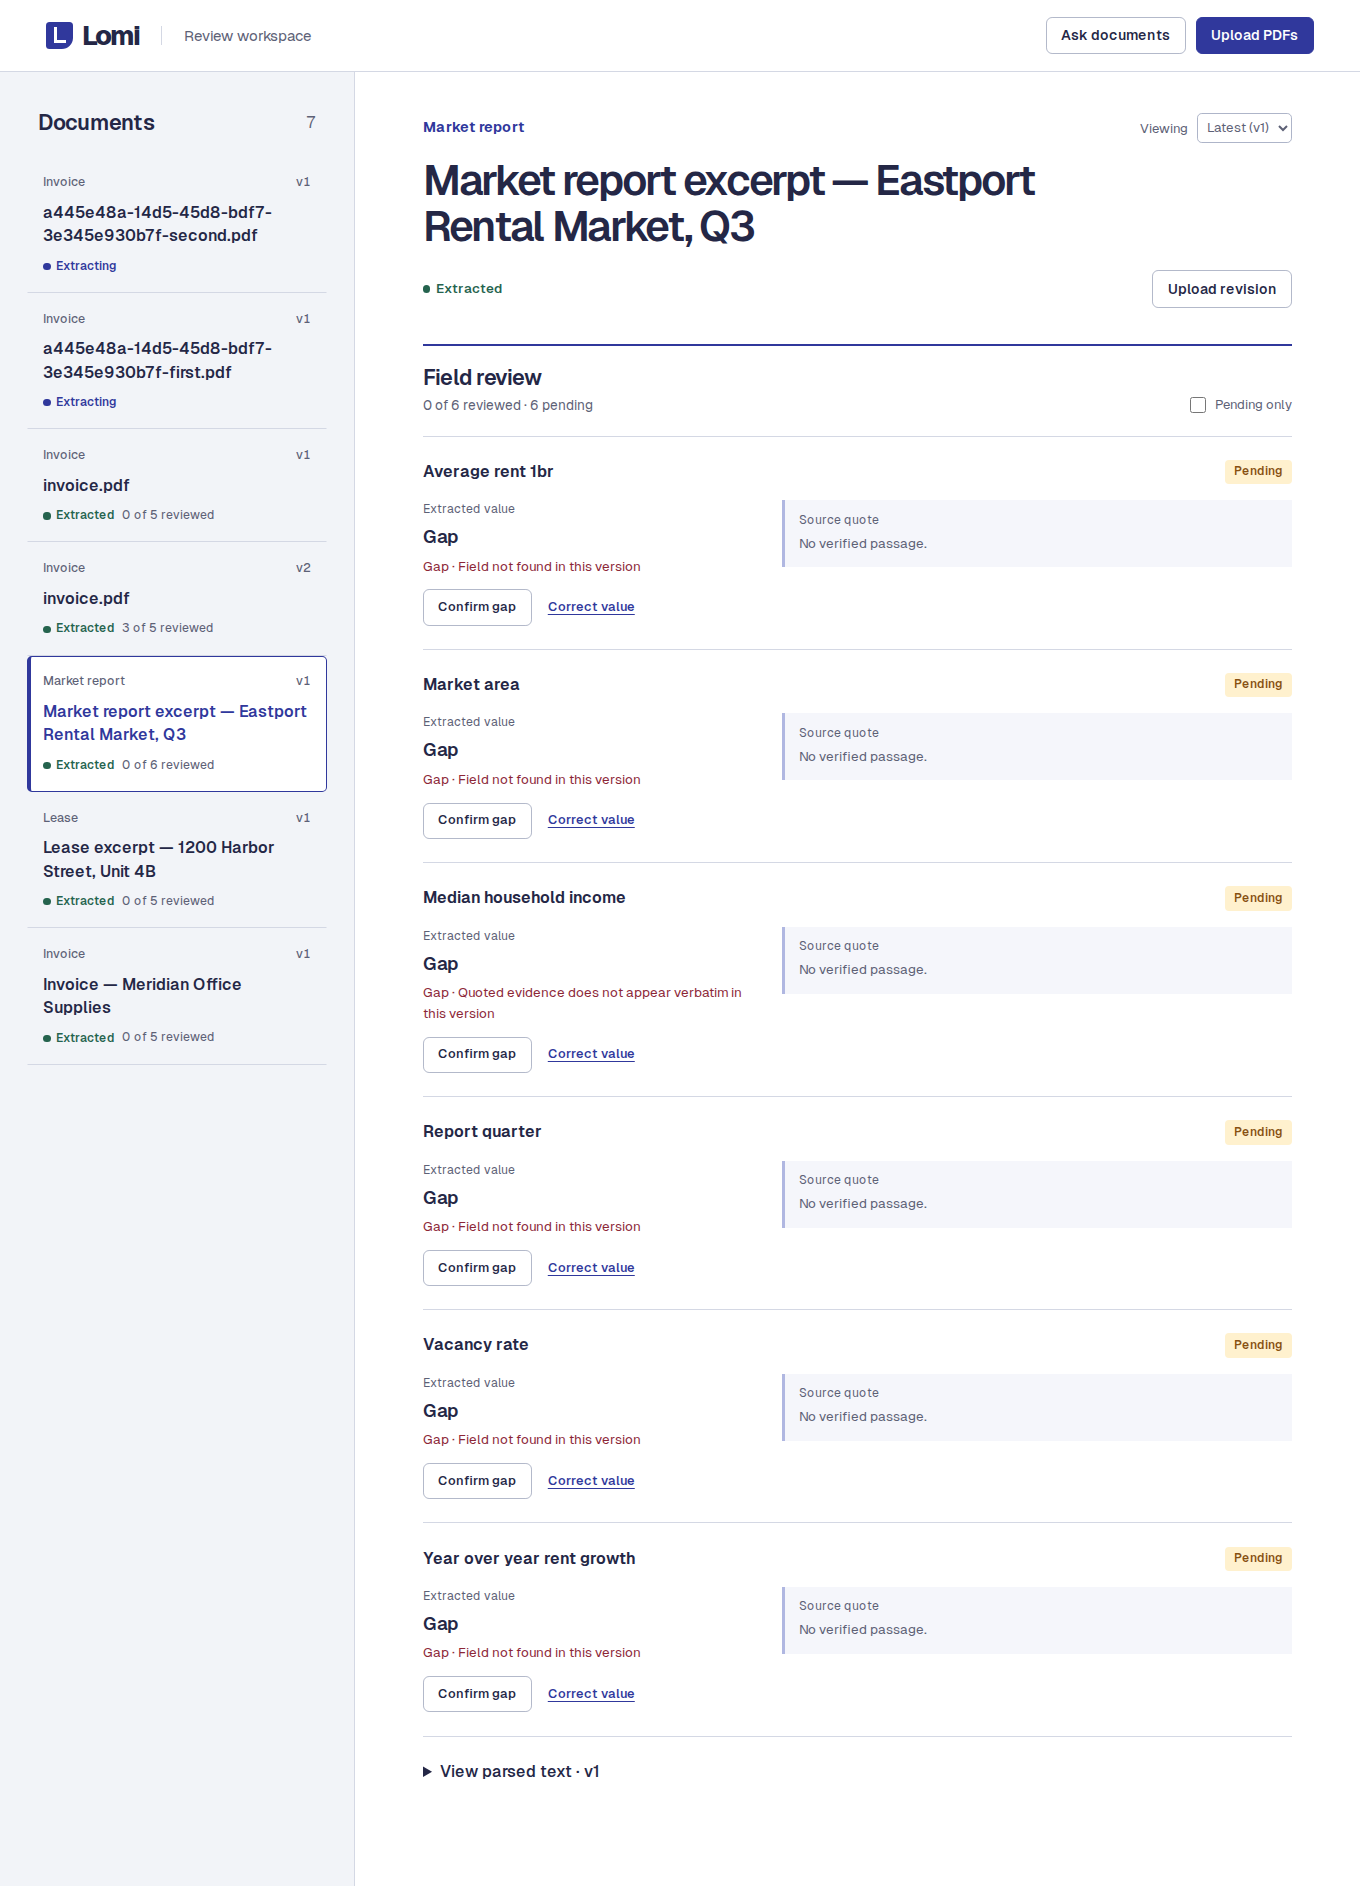 Lomi
Review workspace
Ask documents
Upload PDFs
Documents
7
Invoice
v1
a445e48a-14d5-45d8-bdf7-
3e345e930b7f-second.pdf
Extracting
Invoice
v1
a445e48a-14d5-45d8-bdf7-
3e345e930b7f-first.pdf
Extracting
Invoice
v1
invoice.pdf
Extracted 0 of 5 reviewed
Invoice
v2
invoice.pdf
Extracted 3 of 5 reviewed
Market report
v1
Market report excerpt — Eastport
Rental Market, Q3
Extracted 0 of 6 reviewed
Lease
v1
Lease excerpt — 1200 Harbor
Street, Unit 4B
Extracted 0 of 5 reviewed
Invoice
v1
Invoice — Meridian Office
Supplies
Extracted 0 of 5 reviewed
Market report
Viewing
Latest (v1)
Market report excerpt — Eastport
Rental Market, Q3
Extracted
Upload revision
Field review
0 of 6 reviewed · 6 pending
Pending only
Average rent 1br
Pending
Extracted value
Gap
Gap · Field not found in this version
Source quote
No verified passage.
Confirm gap
Correct value
Market area
Pending
Extracted value
Gap
Gap · Field not found in this version
Source quote
No verified passage.
Confirm gap
Correct value
Median household income
Pending
Extracted value
Gap
Gap · Quoted evidence does not appear verbatim in
this version
Source quote
No verified passage.
Confirm gap
Correct value
Report quarter
Pending
Extracted value
Gap
Gap · Field not found in this version
Source quote
No verified passage.
Confirm gap
Correct value
Vacancy rate
Pending
Extracted value
Gap
Gap · Field not found in this version
Source quote
No verified passage.
Confirm gap
Correct value
Year over year rent growth
Pending
Extracted value
Gap
Gap · Field not found in this version
Source quote
No verified passage.
Confirm gap
Correct value
View parsed text · v1